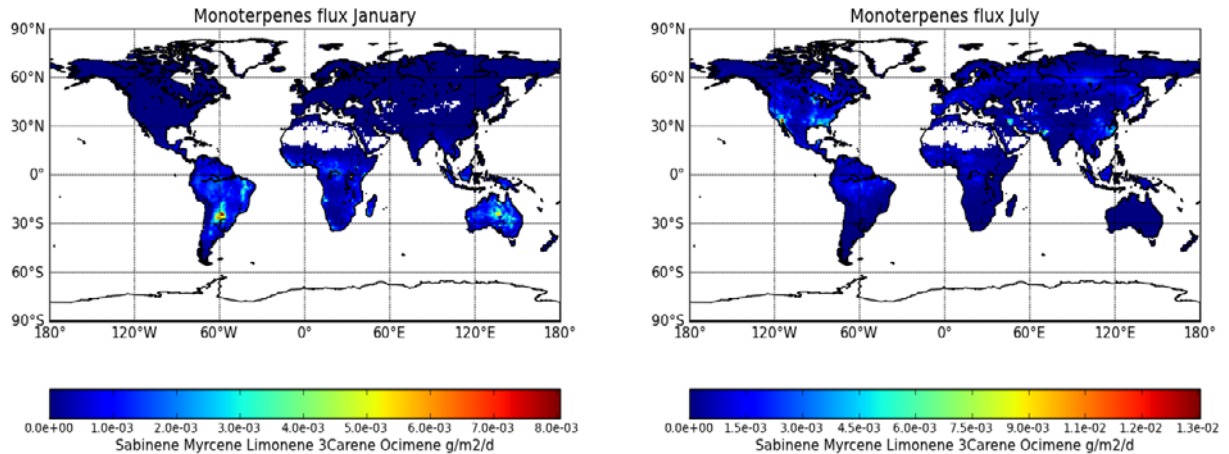 Monoterpenes flux January
90°N
60°N
30°N
0°
30°S
60°S
90°S
180° 120°W 60°W 0° 60°E 120°E 180°
0.0e+00 1.0e-03 2.0e-03 3.0e-03 4.0e-03 5.0e-03 6.0e-03 7.0e-03 8.0e-03
Sabinene Myrcene Limonene 3Carene Ocimene g/m2/d
Monoterpenes flux July
90°N
60°N
30°N
0°
30°S
60°S
90°S
180° 120°W 60°W 0° 60°E 120°E 180°
0.0e+00 1.5e-03 3.0e-03 4.5e-03 6.0e-03 7.5e-03 9.0e-03 1.1e-02 1.2e-02 1.3e-02
Sabinene Myrcene Limonene 3Carene Ocimene g/m2/d